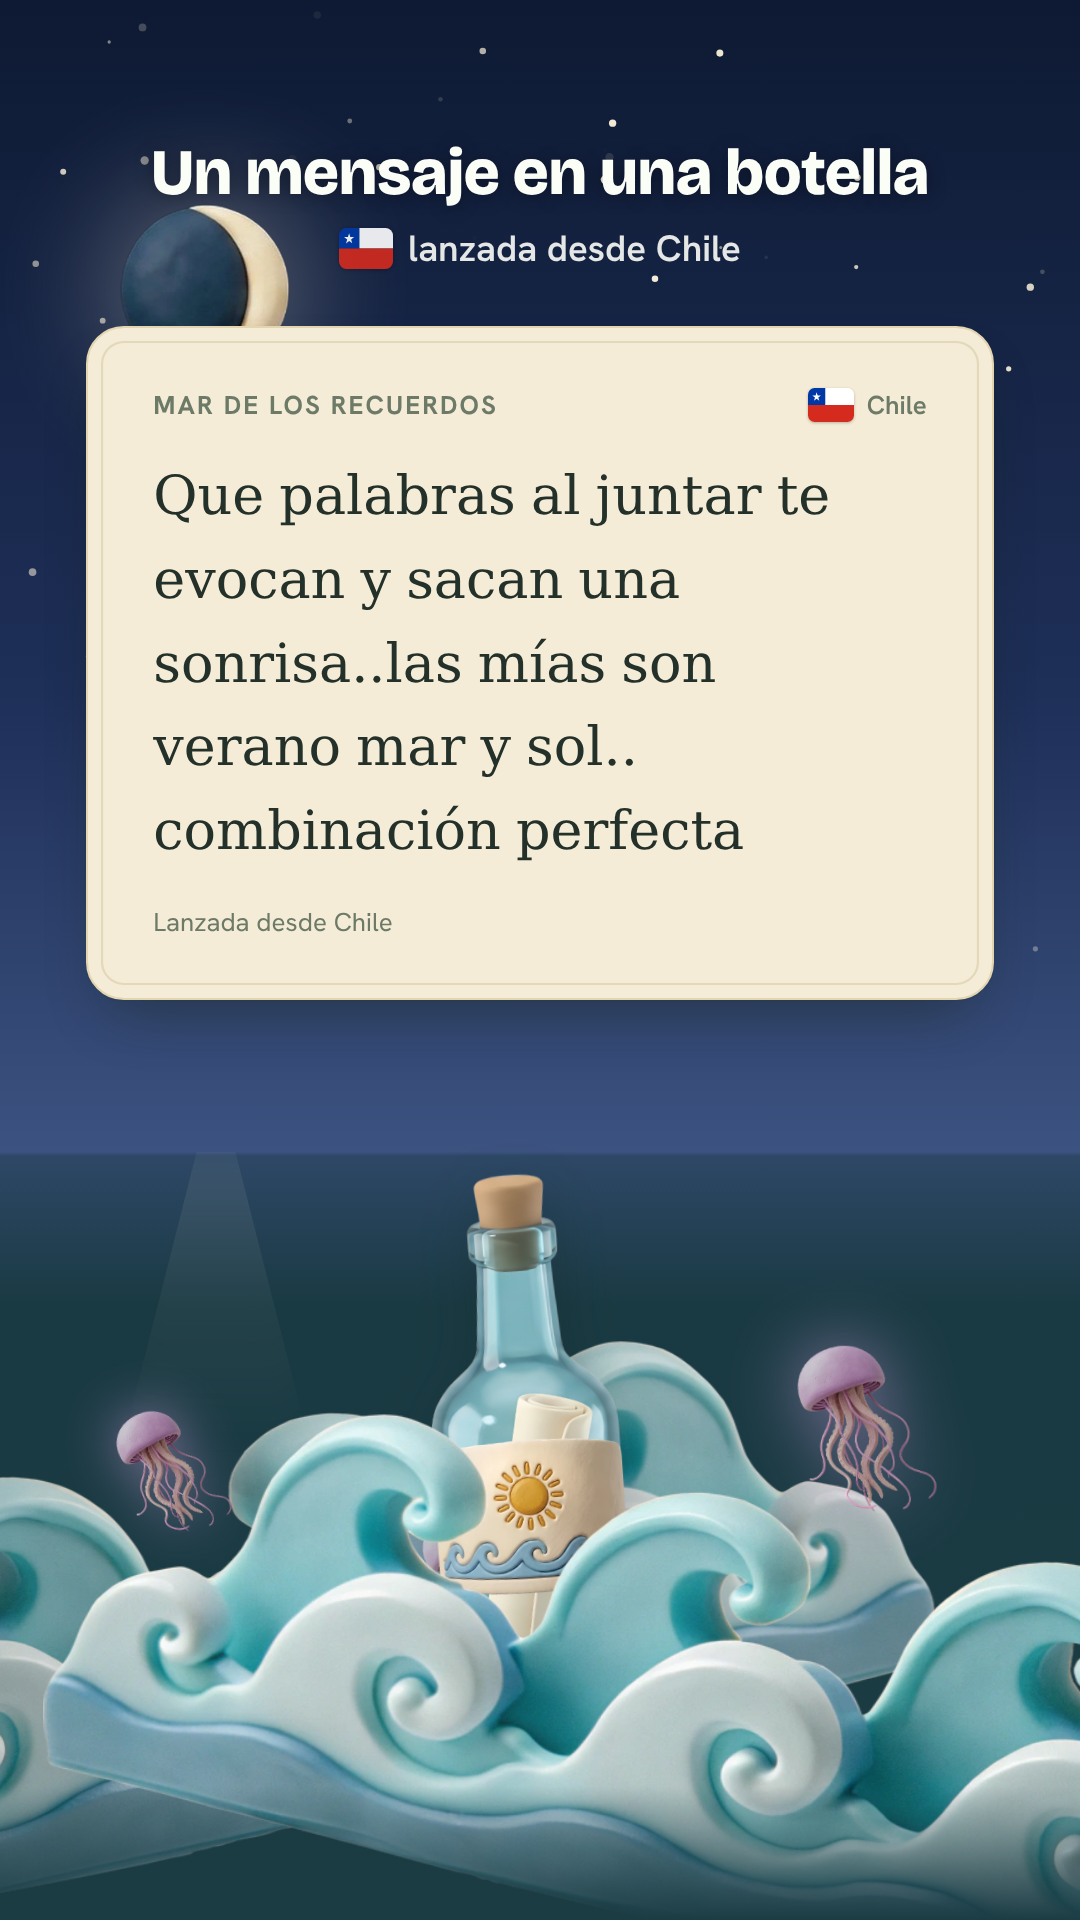 Un mensaje en una botella
lanzada desde Chile
MAR DE LOS RECUERDOS
Chile
Que palabras al juntar te
evocan y sacan una
sonrisa..las mías son
verano mar y sol..
combinación perfecta
Lanzada desde Chile